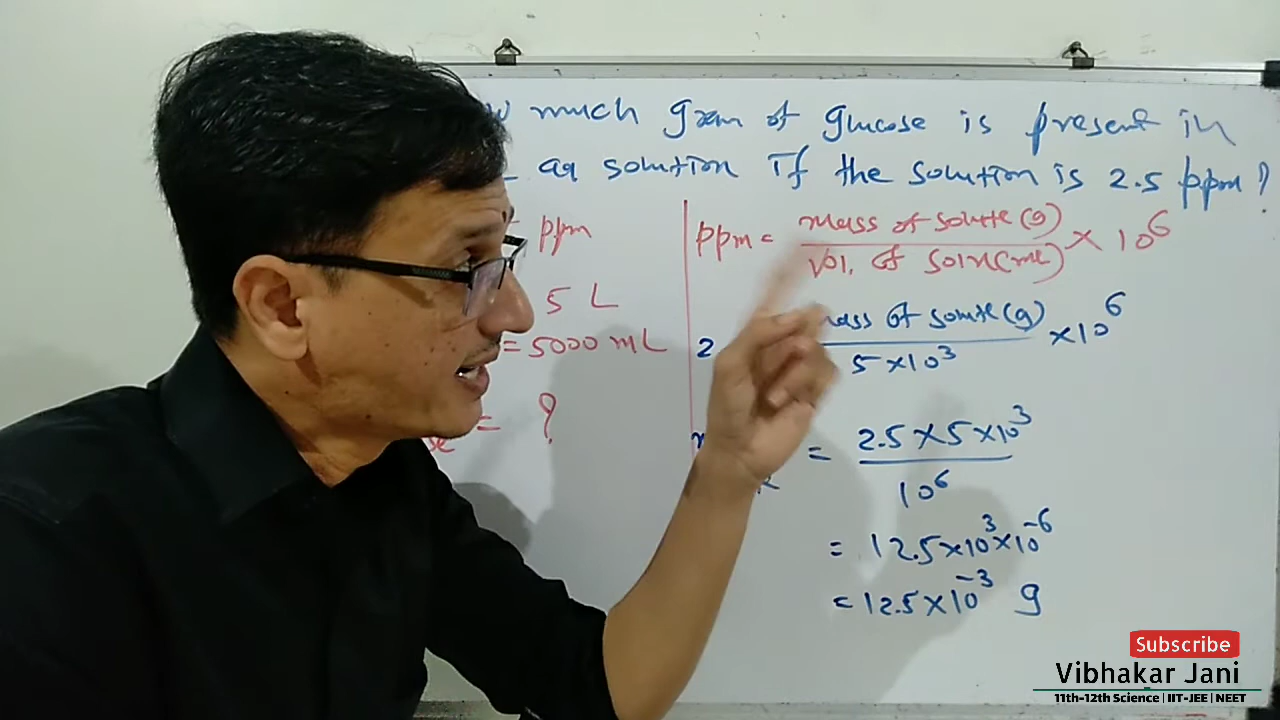 much gram of glucose is present in
aq solution If the solution is 2.5 ppm ?
ppm
5 L
= 5000 mL
= ?
ppm = mass of solute (g) / Vol. of soln (mL) × 10⁶
mass of solute (g) / 5×10³ ×10⁶
= 2.5×5×10³ / 10⁶
= 12.5×10³×10⁻⁶
= 12.5×10⁻³ g
Subscribe
Vibhakar Jani
11th-12th Science | IIT-JEE | NEET